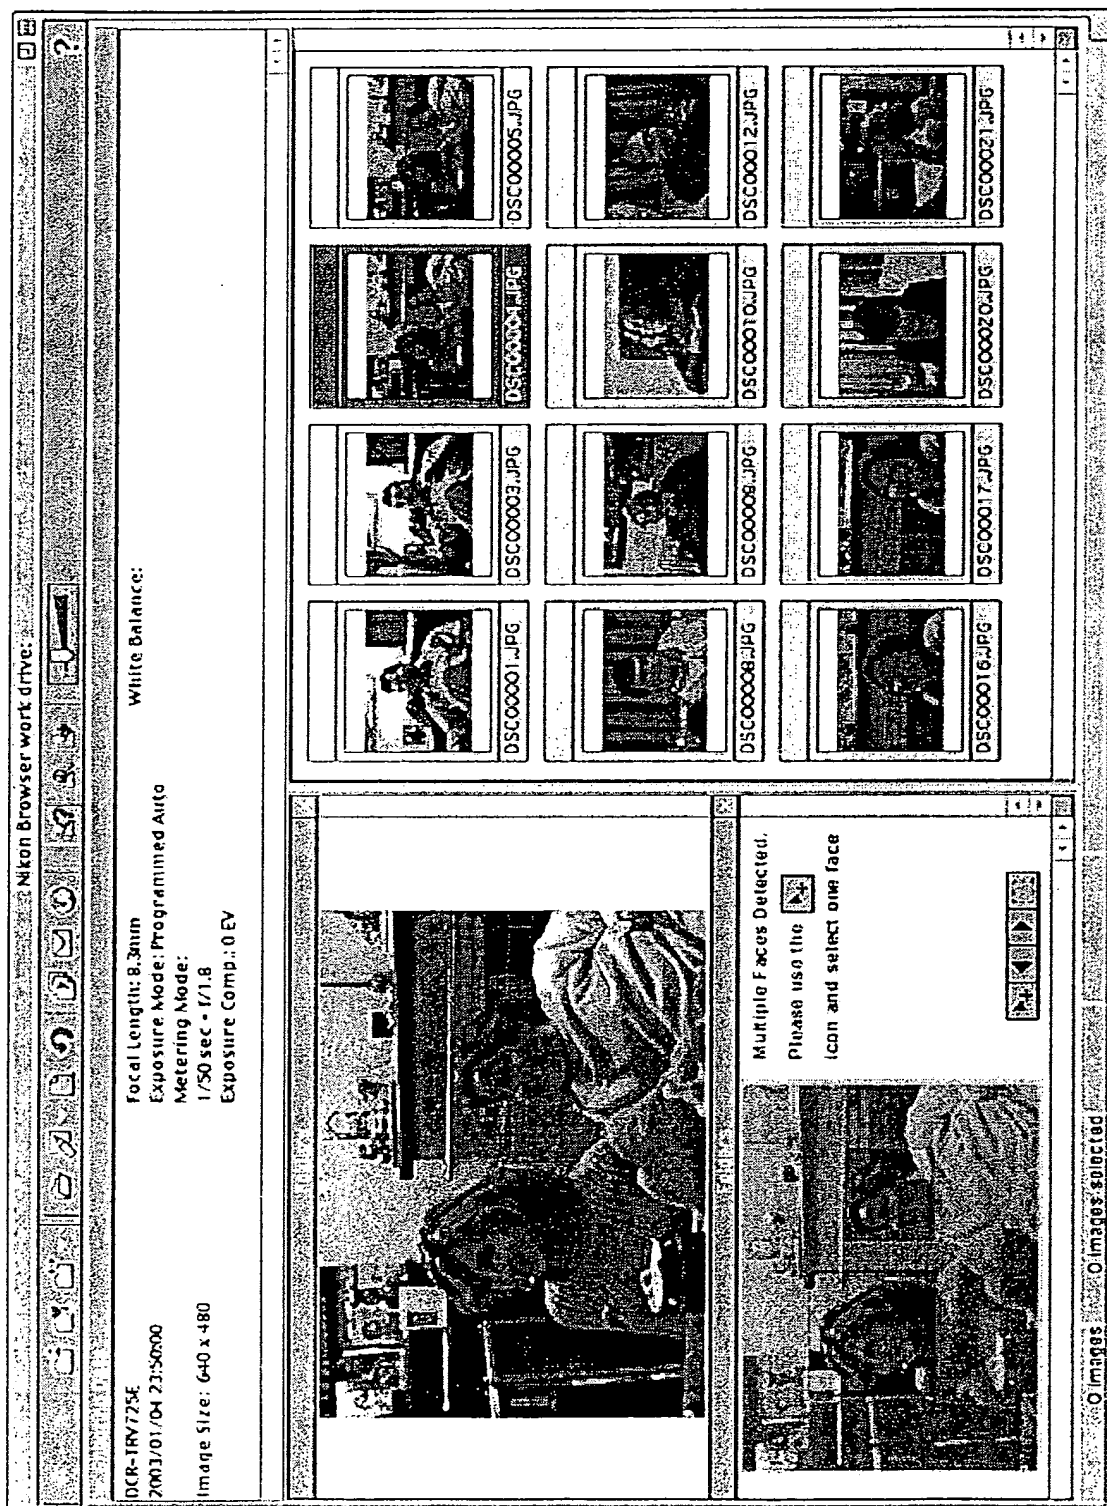 Nikon Browser work drive:
?
DCR-TRV725E
2003/01/04 23:50:00
Image Size: 640 x 480
Focal Length: 8.3mm
Exposure Mode: Programmed Auto
Metering Mode:
1/50 sec - f/1.8
Exposure Comp.: 0 EV
White Balance:
Multiple Faces Detected.
Please use the
icon and select one face
DSC00001.JPG
DSC00003.JPG
DSC00004.JPG
DSC00005.JPG
DSC00008.JPG
DSC00009.JPG
DSC00010.JPG
DSC00012.JPG
DSC00016.JPG
DSC00017.JPG
DSC00020.JPG
DSC00021.JPG
0 images 0 images selected